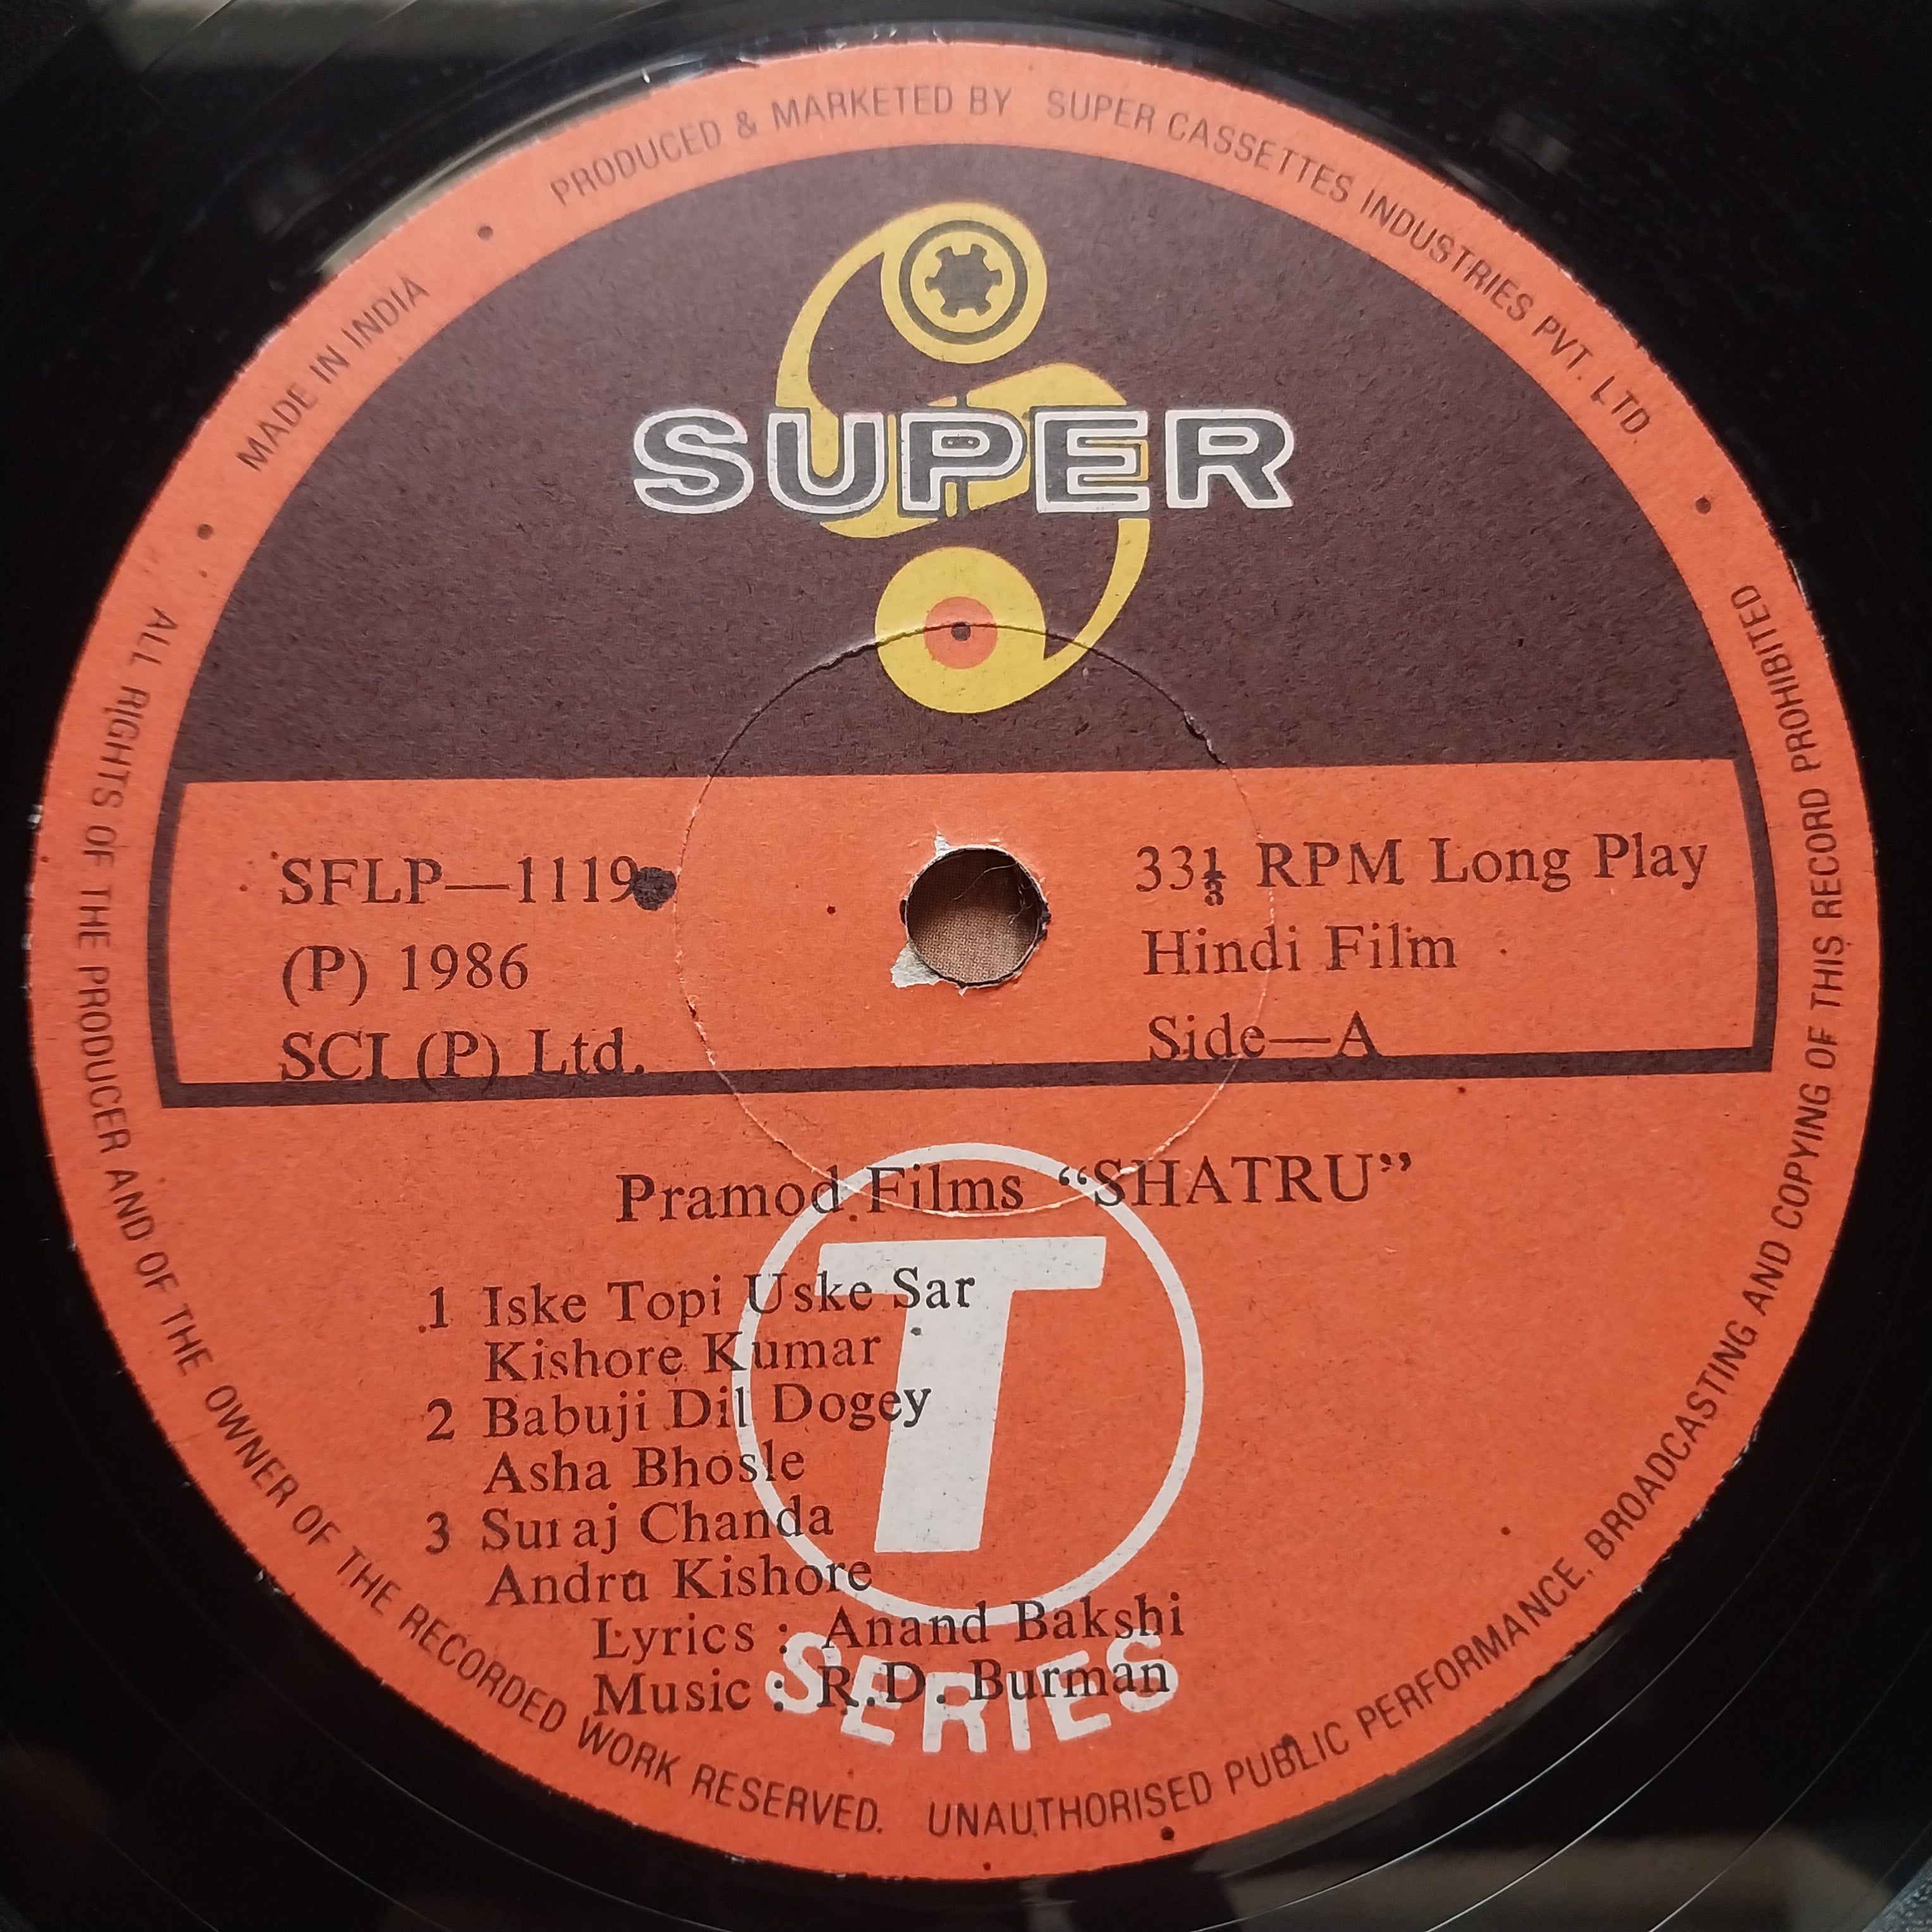 MADE IN INDIA • PRODUCED & MARKETED BY SUPER CASSETTES INDUSTRIES PVT. LTD. •
SUPER
SFLP—1119
(P) 1986
SCI (P) Ltd.
33⅓ RPM Long Play
Hindi Film
Side—A
Pramod Films “SHATRU”
1 Iske Topi Uske Sar
Kishore Kumar
2 Babuji Dil Dogey
Asha Bhosle
3 Suraj Chanda
Andru Kishore
Lyrics : Anand Bakshi
Music : R.D. Burman
T
SERIES
• ALL RIGHTS OF THE PRODUCER AND OF THE OWNER OF THE RECORDED WORK RESERVED. UNAUTHORISED PUBLIC PERFORMANCE, BROADCASTING AND COPYING OF THIS RECORD PROHIBITED